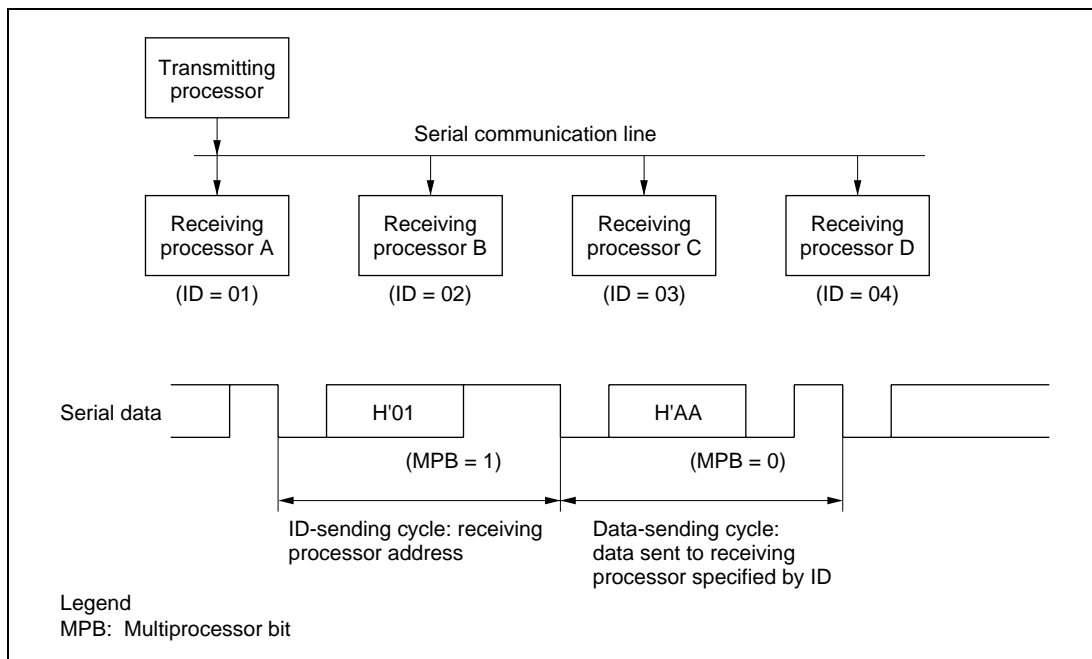 Transmitting
processor
Serial communication line
Receiving
processor A
Receiving
processor B
Receiving
processor C
Receiving
processor D
(ID = 01)
(ID = 02)
(ID = 03)
(ID = 04)
Serial data
H'01
H'AA
(MPB = 1)
(MPB = 0)
ID-sending cycle: receiving
processor address
Data-sending cycle:
data sent to receiving
processor specified by ID
Legend
MPB: Multiprocessor bit